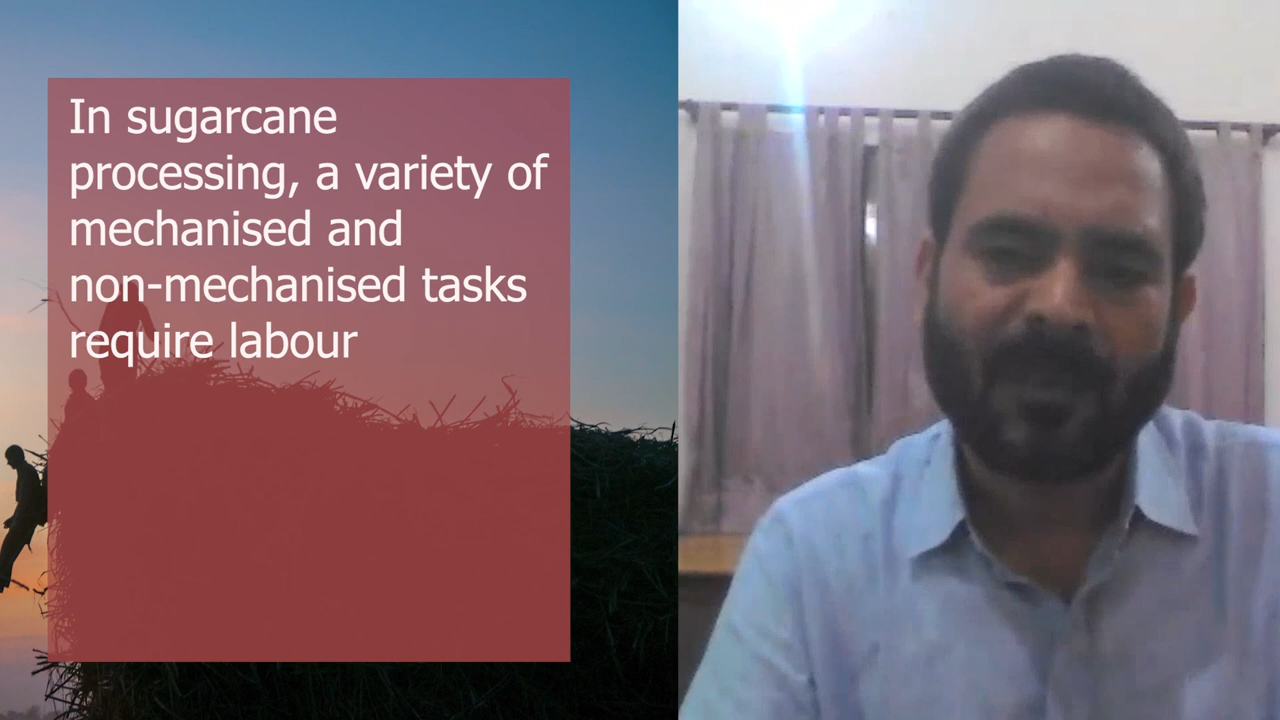 In sugarcane
processing, a variety of
mechanised and
non-mechanised tasks
require labour